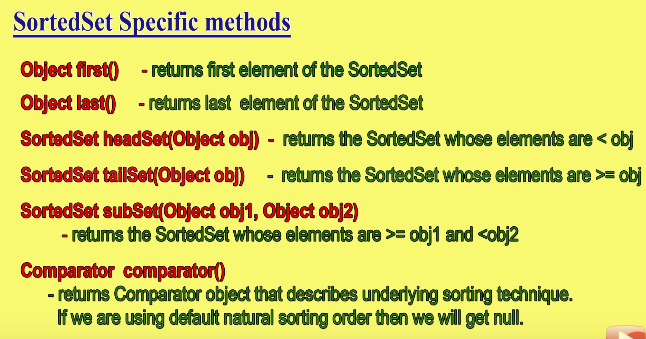 SortedSet Specific methods
Object first() - returns first element of the SortedSet
Object last() - returns last element of the SortedSet
SortedSet headSet(Object obj) - returns the SortedSet whose elements are < obj
SortedSet tailSet(Object obj) - returns the SortedSet whose elements are >= obj
SortedSet subSet(Object obj1, Object obj2)
- returns the SortedSet whose elements are >= obj1 and <obj2
Comparator comparator()
- returns Comparator object that describes underlying sorting technique.
If we are using default natural sorting order then we will get null.